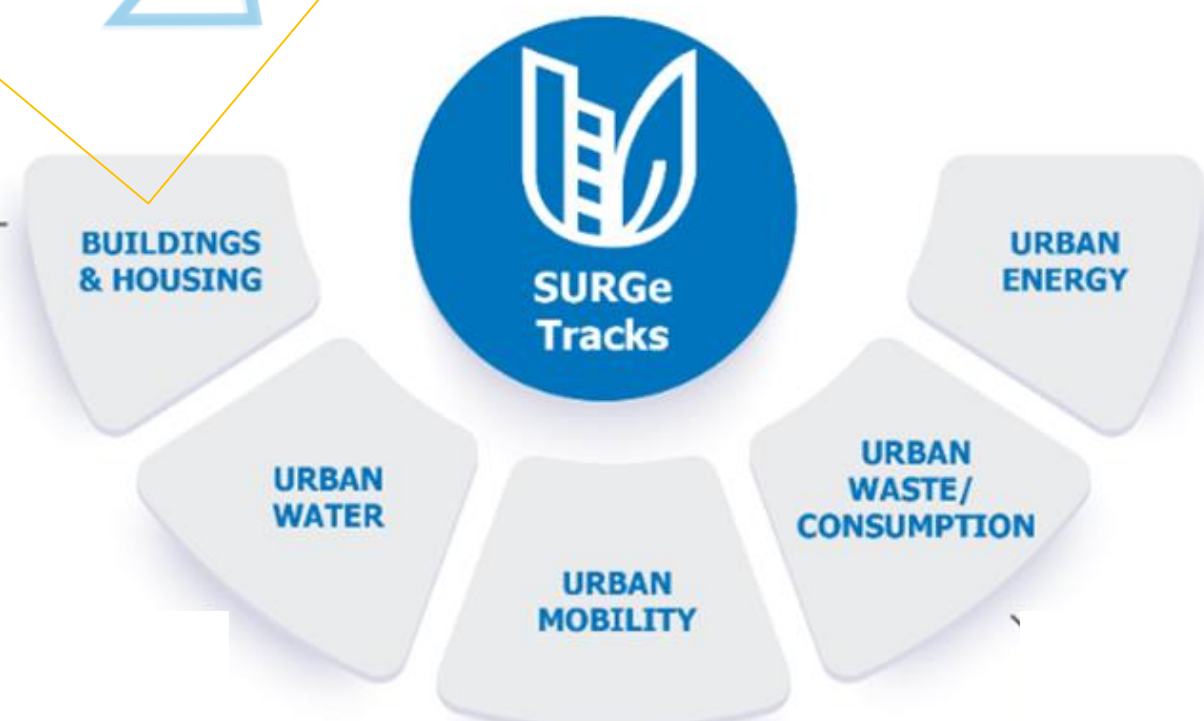 SURGe
Tracks
BUILDINGS
& HOUSING
URBAN
WATER
URBAN
MOBILITY
URBAN
WASTE/
CONSUMPTION
URBAN
ENERGY